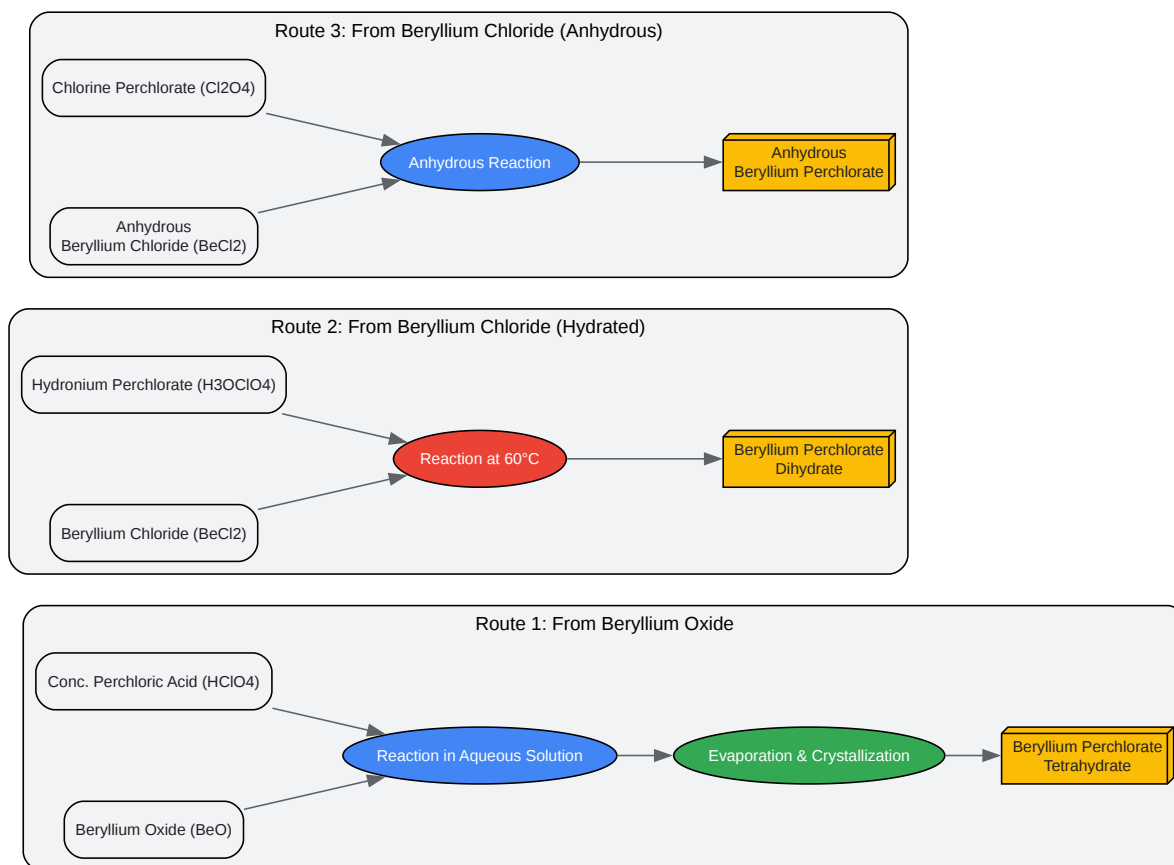 Route 3: From Beryllium Chloride (Anhydrous)
Chlorine Perchlorate (Cl2O4)
Anhydrous Reaction
Anhydrous
Beryllium Perchlorate
Anhydrous
Beryllium Chloride (BeCl2)
Route 2: From Beryllium Chloride (Hydrated)
Hydronium Perchlorate (H3OClO4)
Reaction at 60°C
Beryllium Perchlorate
Dihydrate
Beryllium Chloride (BeCl2)
Route 1: From Beryllium Oxide
Conc. Perchloric Acid (HClO4)
Reaction in Aqueous Solution
Evaporation & Crystallization
Beryllium Perchlorate
Tetrahydrate
Beryllium Oxide (BeO)